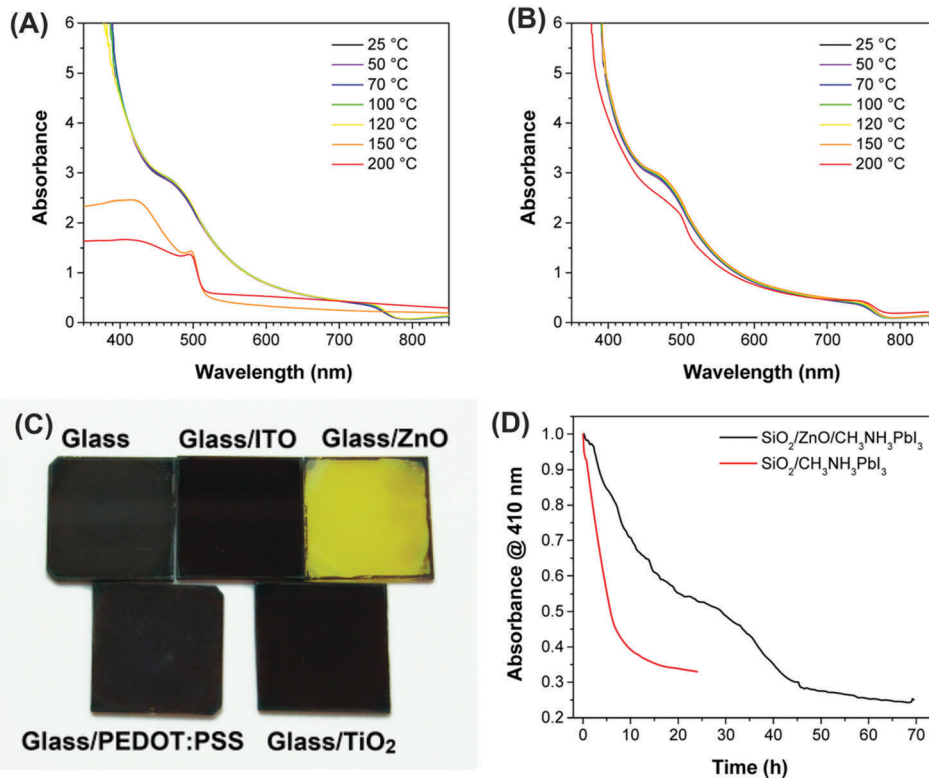 (A)
6
5
4
3
2
1
0
Absorbance
400 500 600 700 800
Wavelength (nm)
25 °C
50 °C
70 °C
100 °C
120 °C
150 °C
200 °C
(B)
6
5
4
3
2
1
0
Absorbance
400 500 600 700 800
Wavelength (nm)
25 °C
50 °C
70 °C
100 °C
120 °C
150 °C
200 °C
(C)
Glass Glass/ITO Glass/ZnO
Glass/PEDOT:PSS Glass/TiO₂
(D)
1.0
0.9
0.8
0.7
0.6
0.5
0.4
0.3
0.2
Absorbance @ 410 nm
0 10 20 30 40 50 60 70
Time (h)
SiO₂/ZnO/CH₃NH₃PbI₃
SiO₂/CH₃NH₃PbI₃